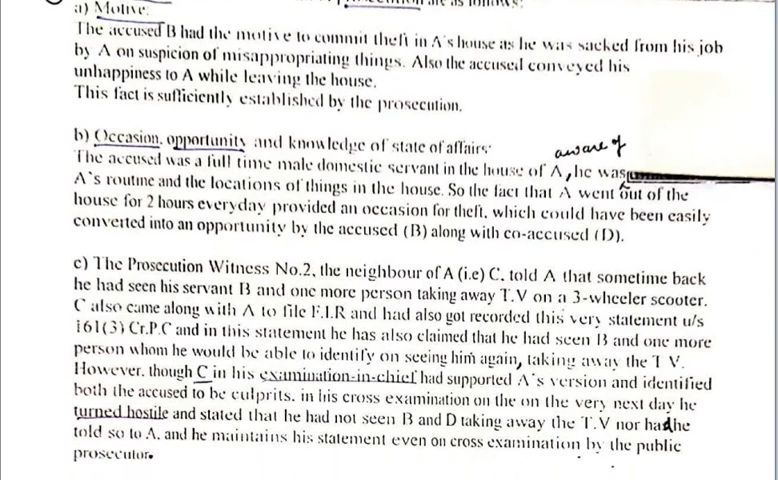 are as follows:
a) Motive:
The accused B had the motive to commit theft in A's house as he was sacked from his job
by A on suspicion of misappropriating things. Also the accused conveyed his
unhappiness to A while leaving the house.
This fact is sufficiently established by the prosecution.
b) Occasion, opportunity and knowledge of state of affairs:
aware of
The accused was a full time male domestic servant in the house of A, he was
A's routine and the locations of things in the house. So the fact that A went out of the
house for 2 hours everyday provided an occasion for theft, which could have been easily
converted into an opportunity by the accused (B) along with co-accused (D).
c) The Prosecution Witness No.2, the neighbour of A (i.e) C, told A that sometime back
he had seen his servant B and one more person taking away T.V on a 3-wheeler scooter.
C also came along with A to file F.I.R and had also got recorded this very statement u/s
161(3) Cr.P.C and in this statement he has also claimed that he had seen B and one more
person whom he would be able to identify on seeing him again, taking away the T V.
However, though C in his examination-in-chief had supported A's version and identified
both the accused to be culprits, in his cross examination on the on the very next day he
turned hostile and stated that he had not seen B and D taking away the T.V nor had he
told so to A, and he maintains his statement even on cross examination by the public
prosecutor.